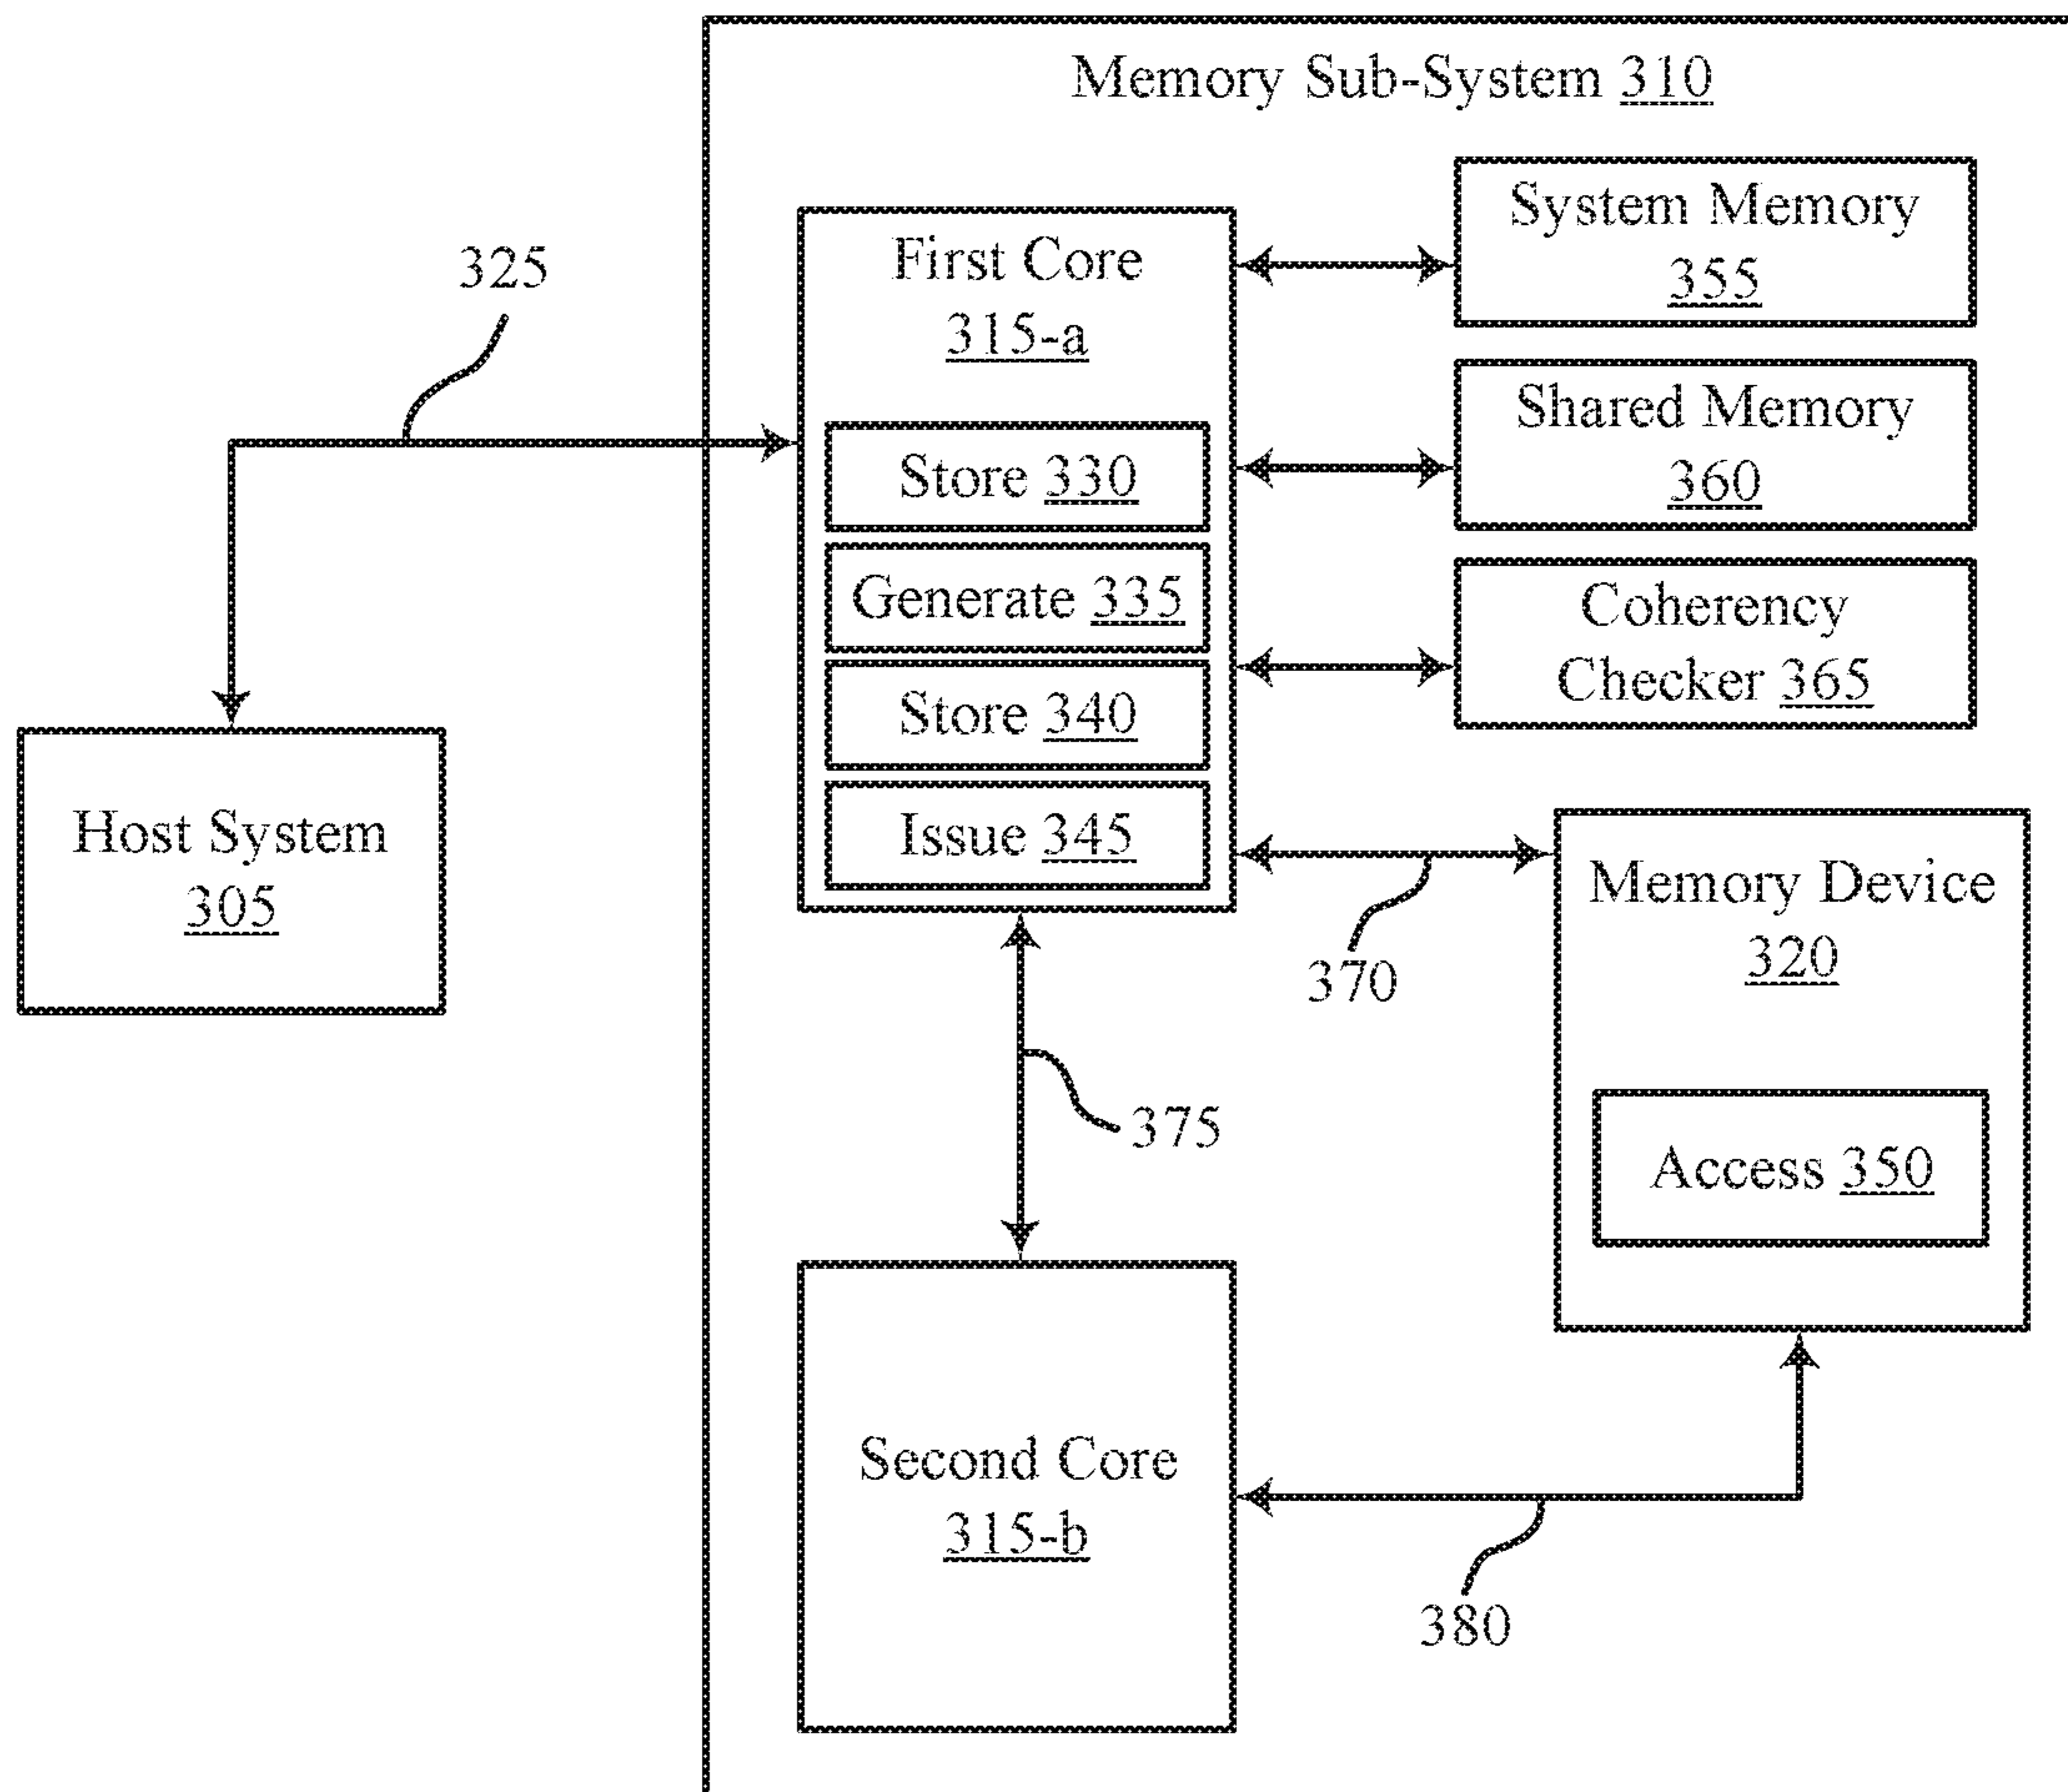 Memory Sub-System 310
System Memory
355
First Core
315-a
325
Shared Memory
360
Store 330
Generate 335
Coherency
Checker 365
Store 340
Issue 345
Host System
305
Memory Device
320
370
375
Access 350
Second Core
315-b
380